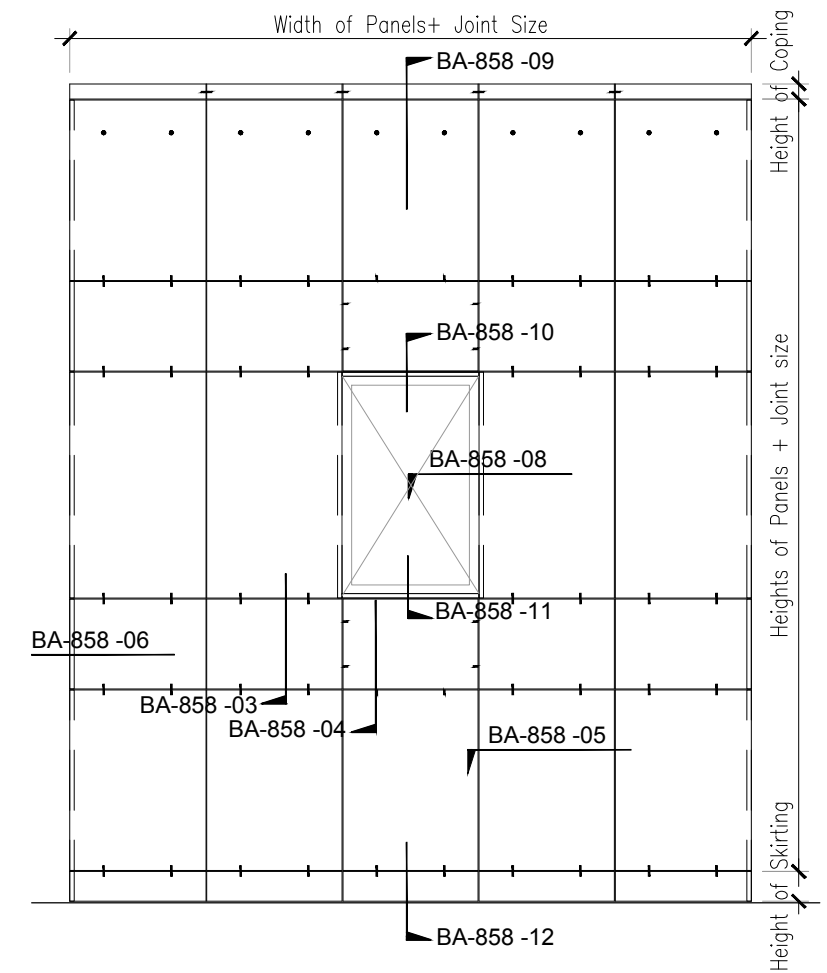 Width of Panels+ Joint Size
Height of Coping
BA-858 -09
BA-858 -10
Heights of Panels + Joint size
BA-858 -08
BA-858 -11
BA-858 -06
BA-858 -03
BA-858 -04
BA-858 -05
Height of Skirting
BA-858 -12